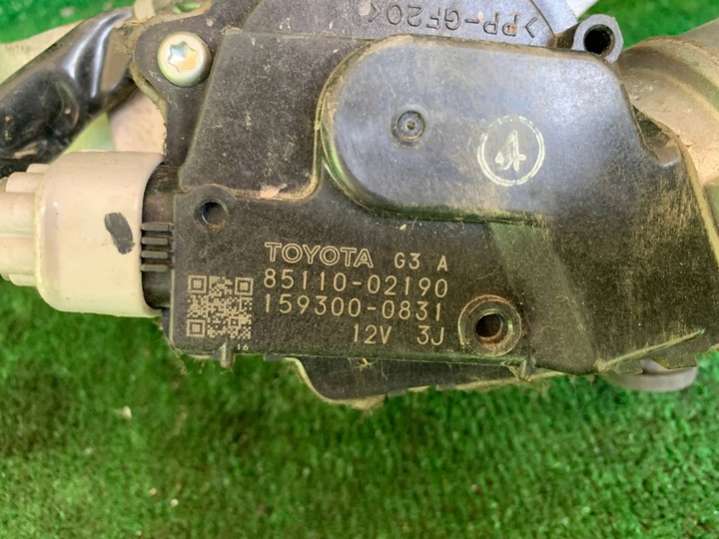 >PP-GF20<
A
TOYOTA G3 A
85110-02190
159300-0831
12V 3J